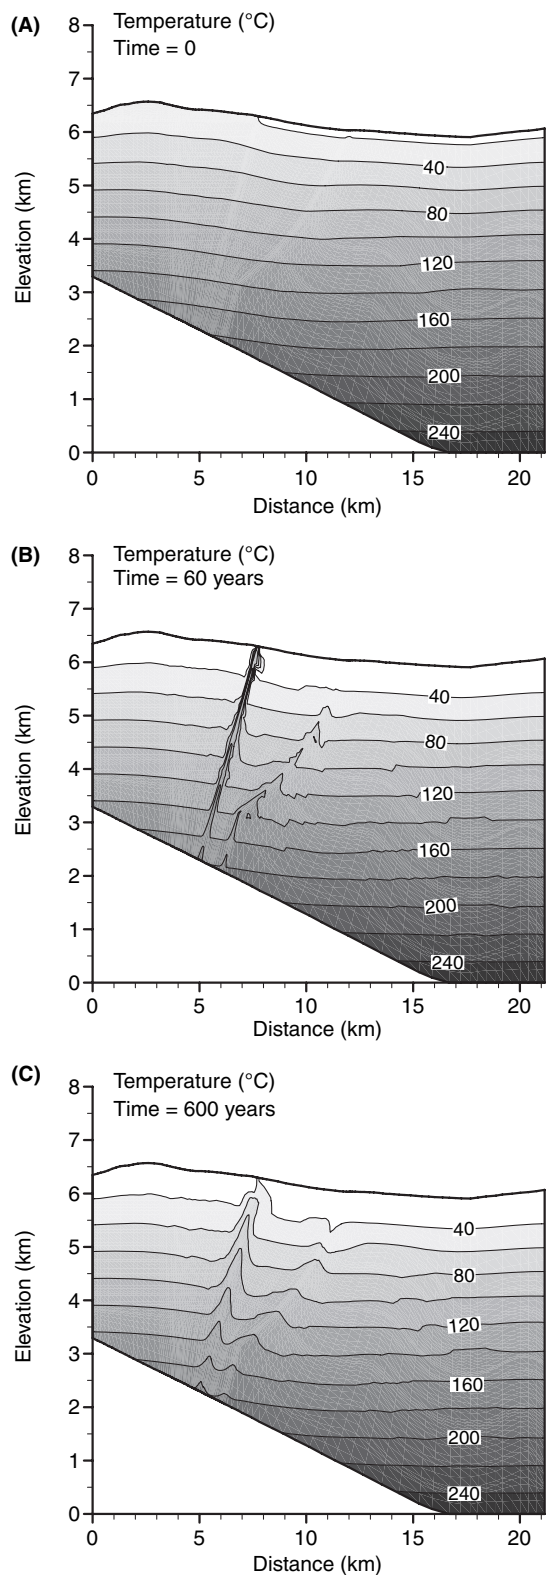 (A)
Temperature (°C)
Time = 0
8
7
6
5
4
3
2
1
0
Elevation (km)
40
80
120
160
200
240
0 5 10 15 20
Distance (km)
(B)
Temperature (°C)
Time = 60 years
8
7
6
5
4
3
2
1
0
Elevation (km)
40
80
120
160
200
240
0 5 10 15 20
Distance (km)
(C)
Temperature (°C)
Time = 600 years
8
7
6
5
4
3
2
1
0
Elevation (km)
40
80
120
160
200
240
0 5 10 15 20
Distance (km)